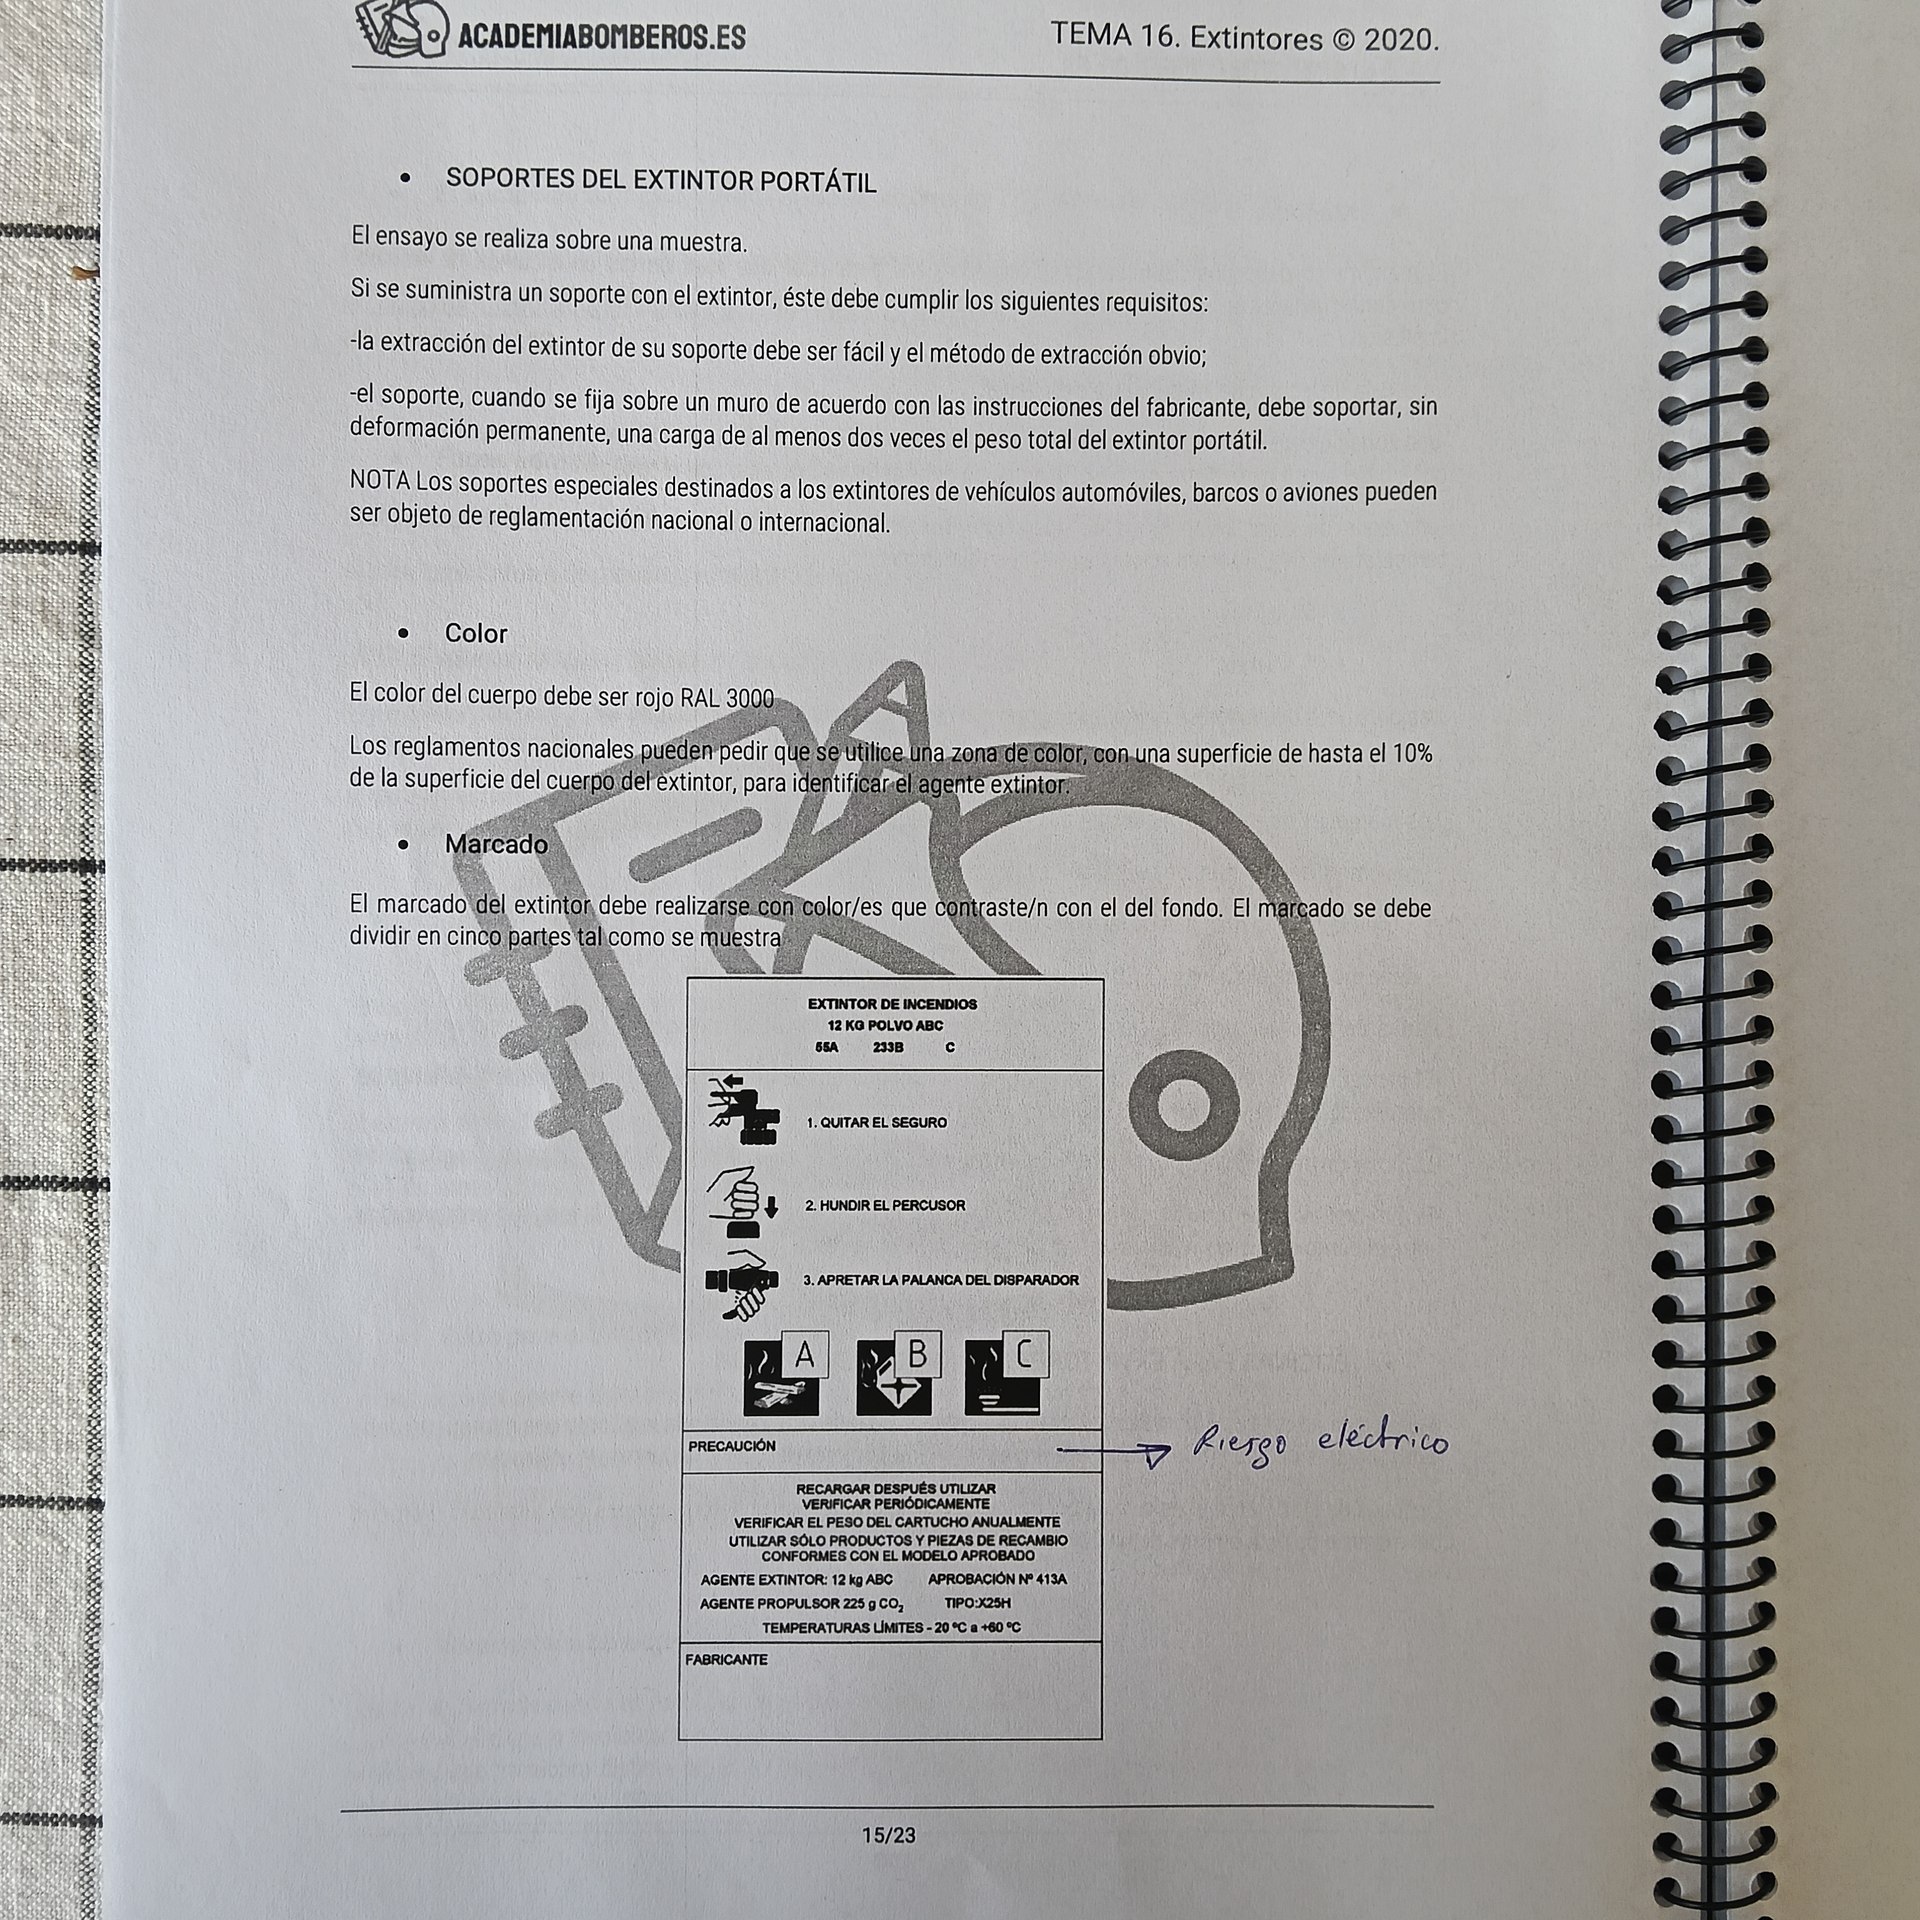 ACADEMIABOMBEROS.ES
TEMA 16. Extintores © 2020.
• SOPORTES DEL EXTINTOR PORTÁTIL
El ensayo se realiza sobre una muestra.
Si se suministra un soporte con el extintor, éste debe cumplir los siguientes requisitos:
-la extracción del extintor de su soporte debe ser fácil y el método de extracción obvio;
-el soporte, cuando se fija sobre un muro de acuerdo con las instrucciones del fabricante, debe soportar, sin
deformación permanente, una carga de al menos dos veces el peso total del extintor portátil.
NOTA Los soportes especiales destinados a los extintores de vehículos automóviles, barcos o aviones pueden
ser objeto de reglamentación nacional o internacional.
• Color
El color del cuerpo debe ser rojo RAL 3000
Los reglamentos nacionales pueden pedir que se utilice una zona de color, con una superficie de hasta el 10%
de la superficie del cuerpo del extintor, para identificar el agente extintor.
• Marcado
El marcado del extintor debe realizarse con color/es que contraste/n con el del fondo. El marcado se debe
dividir en cinco partes tal como se muestra
EXTINTOR DE INCENDIOS
12 KG POLVO ABC
55A 233B C
1. QUITAR EL SEGURO
2. HUNDIR EL PERCUSOR
3. APRETAR LA PALANCA DEL DISPARADOR
A B C
PRECAUCIÓN
Riesgo eléctrico
RECARGAR DESPUÉS UTILIZAR
VERIFICAR PERIÓDICAMENTE
VERIFICAR EL PESO DEL CARTUCHO ANUALMENTE
UTILIZAR SÓLO PRODUCTOS Y PIEZAS DE RECAMBIO
CONFORMES CON EL MODELO APROBADO
AGENTE EXTINTOR: 12 kg ABC APROBACIÓN Nº 413A
AGENTE PROPULSOR 225 g CO₂ TIPO:X25H
TEMPERATURAS LÍMITES - 20 ºC a +60 ºC
FABRICANTE
15/23